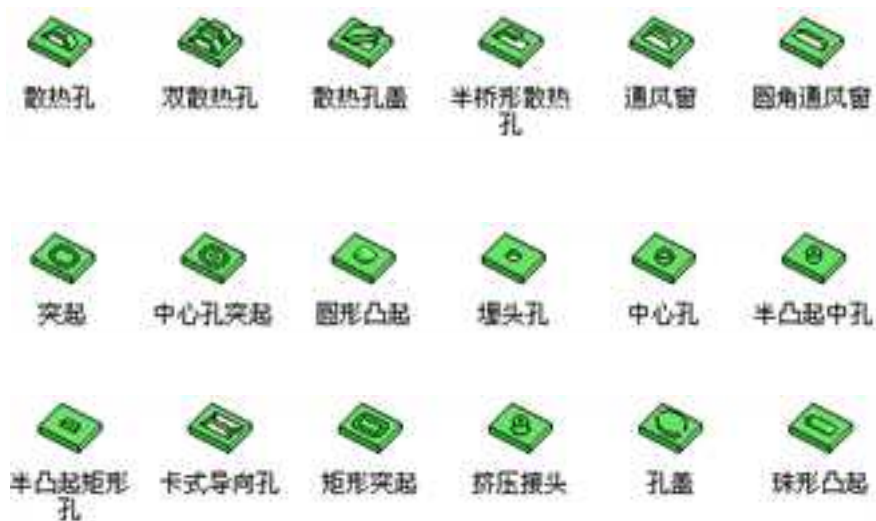 散热孔 双散热孔 散热孔盖 半桥形散热孔 通风窗 圆角通风窗
突起 中心孔突起 圆形凸起 埋头孔 中心孔 半凸起中孔
半凸起矩形孔 卡式导向孔 矩形突起 挤压接头 孔盖 珠形凸起